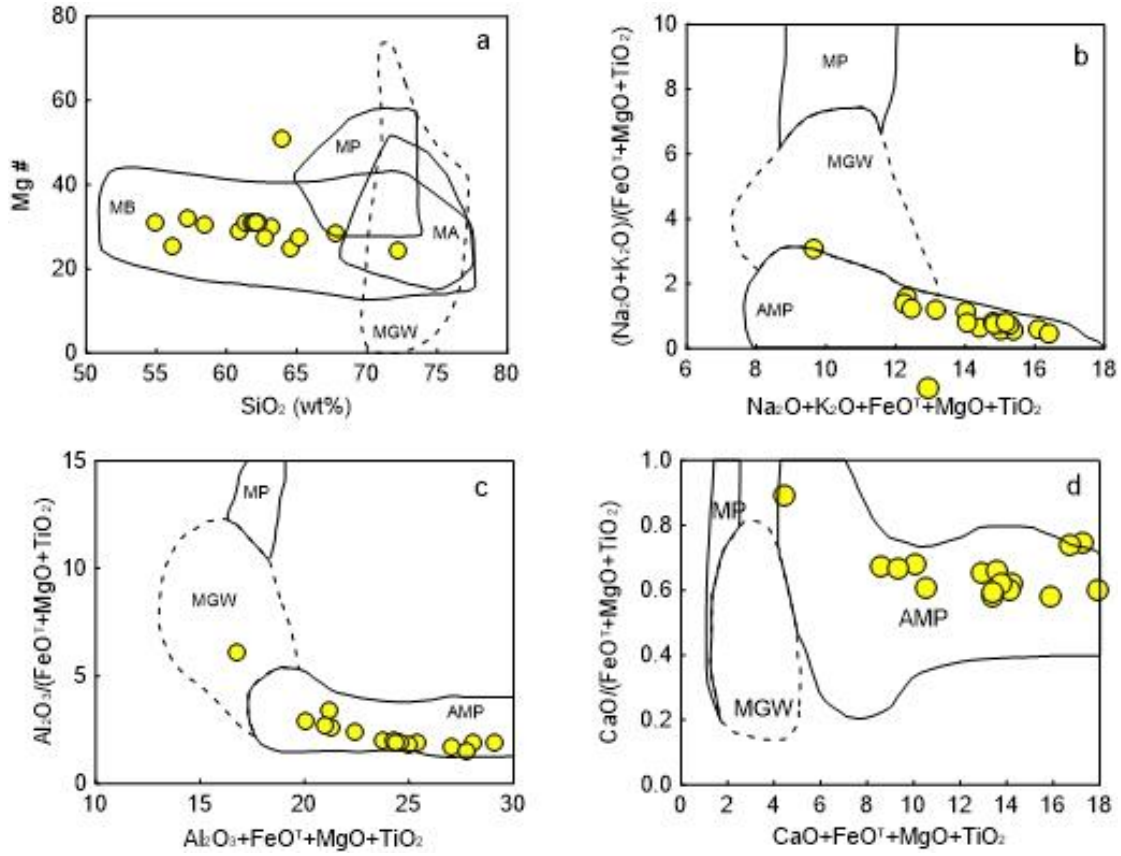 a
Mg #
80
60
40
20
0
MP
MB
MA
MGW
50 55 60 65 70 75 80
SiO₂ (wt%)
b
(Na₂O+K₂O)/(FeOᵀ+MgO+TiO₂)
10
8
6
4
2
0
MP
MGW
AMP
6 8 10 12 14 16 18
Na₂O+K₂O+FeOᵀ+MgO+TiO₂
c
Al₂O₃/(FeOᵀ+MgO+TiO₂)
15
10
5
0
MP
MGW
AMP
10 15 20 25 30
Al₂O₃+FeOᵀ+MgO+TiO₂
d
CaO/(FeOᵀ+MgO+TiO₂)
1.0
0.8
0.6
0.4
0.2
0.0
MP
AMP
MGW
0 2 4 6 8 10 12 14 16 18
CaO+FeOᵀ+MgO+TiO₂